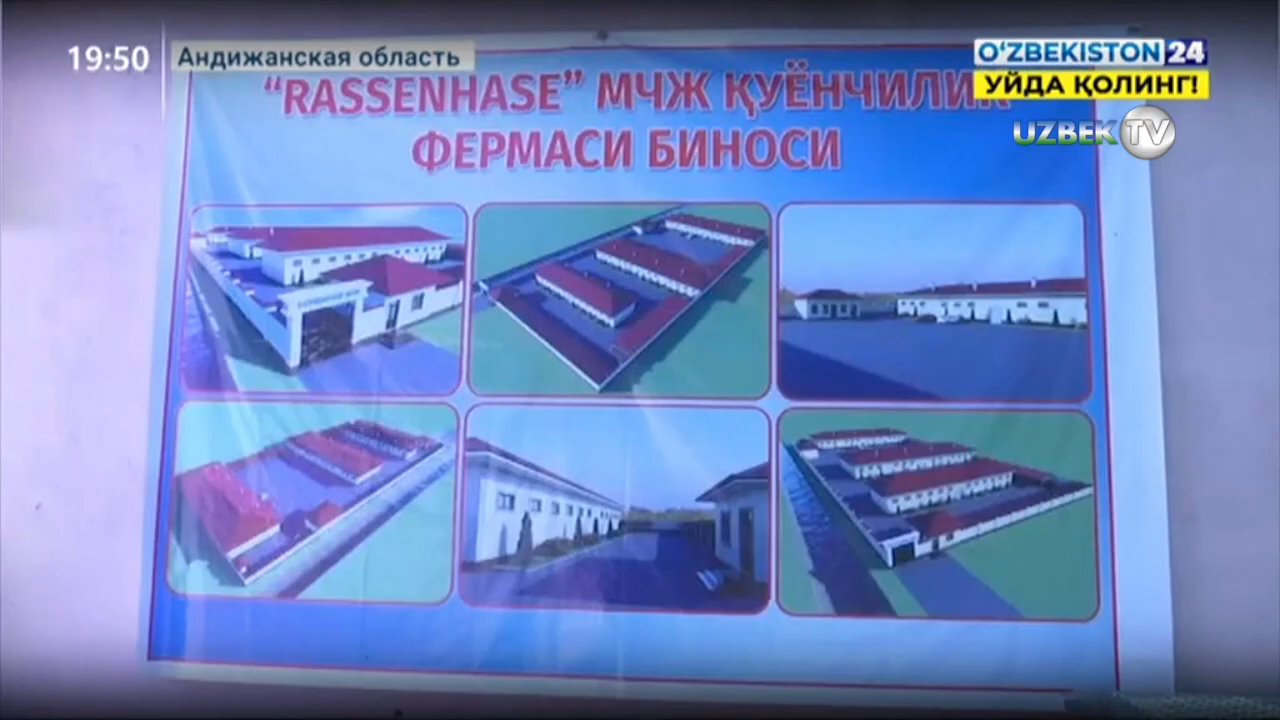 19:50
Андижанская область
O‘ZBEKISTON 24
УЙДА ҚОЛИНГ!
UZBEK TV
“RASSENHASE” МЧЖ ҚУЁНЧИЛИК
ФЕРМАСИ БИНОСИ